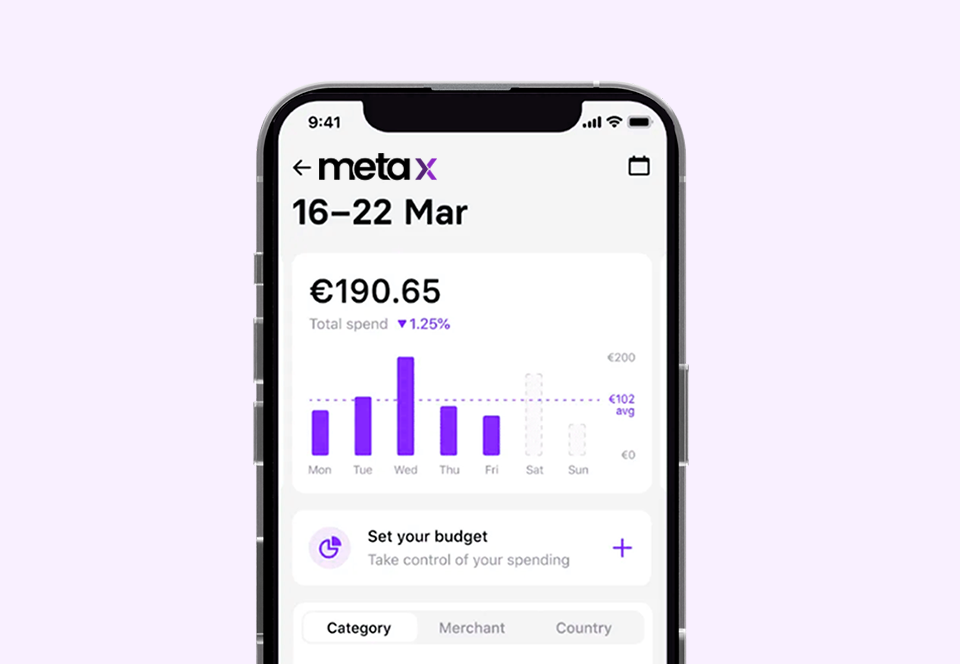 9:41
← meta x
16–22 Mar
€190.65
Total spend ▼1.25%
€200
€102
avg
€0
Mon Tue Wed Thu Fri Sat Sun
Set your budget
Take control of your spending
Category Merchant Country